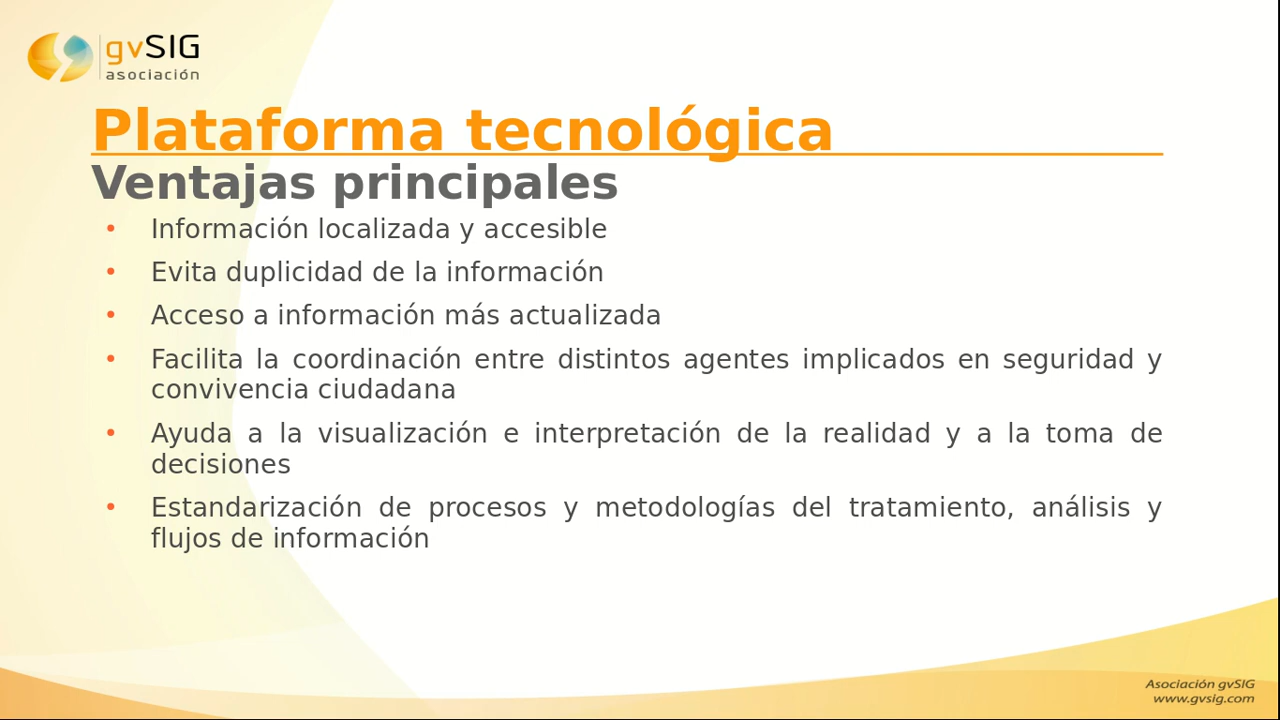 gvSIG
asociación
Plataforma tecnológica
Ventajas principales
• Información localizada y accesible
• Evita duplicidad de la información
• Acceso a información más actualizada
• Facilita la coordinación entre distintos agentes implicados en seguridad y
convivencia ciudadana
• Ayuda a la visualización e interpretación de la realidad y a la toma de
decisiones
• Estandarización de procesos y metodologías del tratamiento, análisis y
flujos de información
Asociación gvSIG
www.gvsig.com